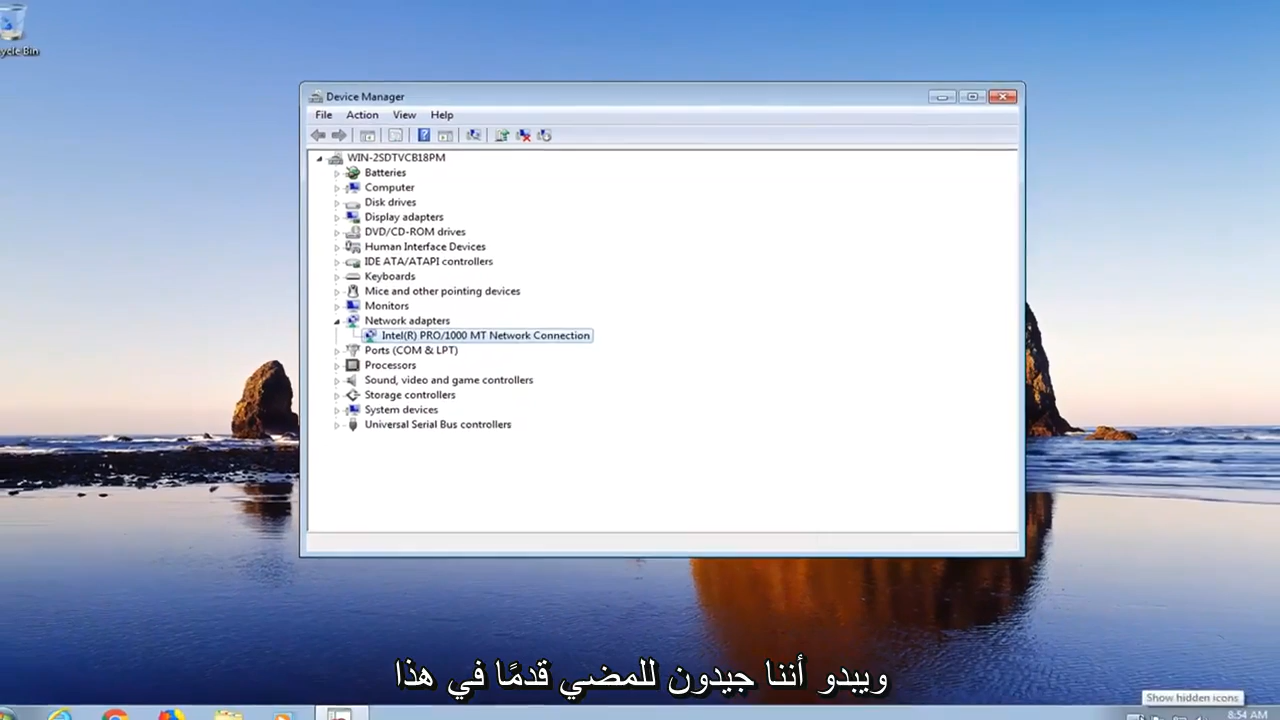 ycle Bin
Device Manager
File Action View Help
WIN-2SDTVCB18PM
Batteries
Computer
Disk drives
Display adapters
DVD/CD-ROM drives
Human Interface Devices
IDE ATA/ATAPI controllers
Keyboards
Mice and other pointing devices
Monitors
Network adapters
Intel(R) PRO/1000 MT Network Connection
Ports (COM & LPT)
Processors
Sound, video and game controllers
Storage controllers
System devices
Universal Serial Bus controllers
ويبدو أننا جيدون للمضي قدمًا في هذا
Show hidden icons
8:54 AM